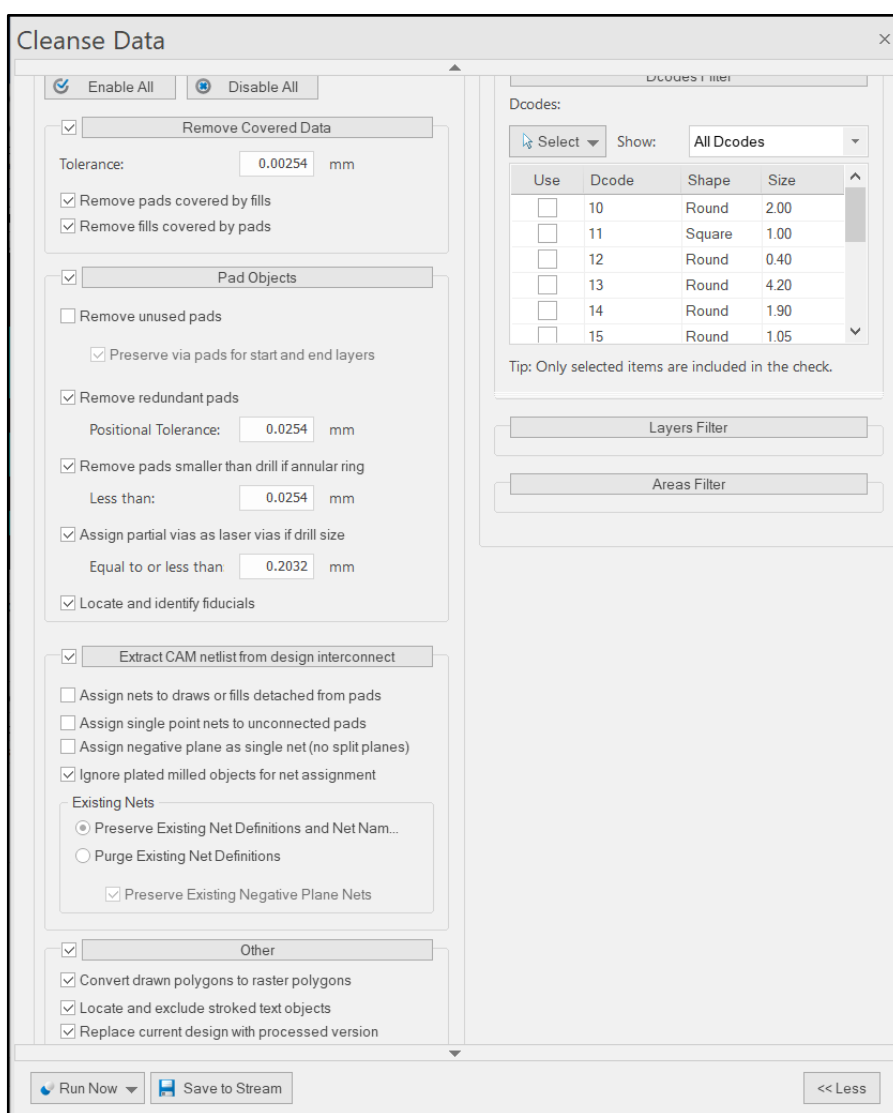 Cleanse Data
Enable All
Disable All
Remove Covered Data
Tolerance: 0.00254 mm
Remove pads covered by fills
Remove fills covered by pads
Pad Objects
Remove unused pads
Preserve via pads for start and end layers
Remove redundant pads
Positional Tolerance: 0.0254 mm
Remove pads smaller than drill if annular ring
Less than: 0.0254 mm
Assign partial vias as laser vias if drill size
Equal to or less than 0.2032 mm
Locate and identify fiducials
Extract CAM netlist from design interconnect
Assign nets to draws or fills detached from pads
Assign single point nets to unconnected pads
Assign negative plane as single net (no split planes)
Ignore plated milled objects for net assignment
Existing Nets
Preserve Existing Net Definitions and Net Nam...
Purge Existing Net Definitions
Preserve Existing Negative Plane Nets
Other
Convert drawn polygons to raster polygons
Locate and exclude stroked text objects
Replace current design with processed version
Dcodes Filter
Dcodes:
Select Show: All Dcodes
Use Dcode Shape Size
10 Round 2.00
11 Square 1.00
12 Round 0.40
13 Round 4.20
14 Round 1.90
15 Round 1.05
Tip: Only selected items are included in the check.
Layers Filter
Areas Filter
Run Now
Save to Stream
<< Less